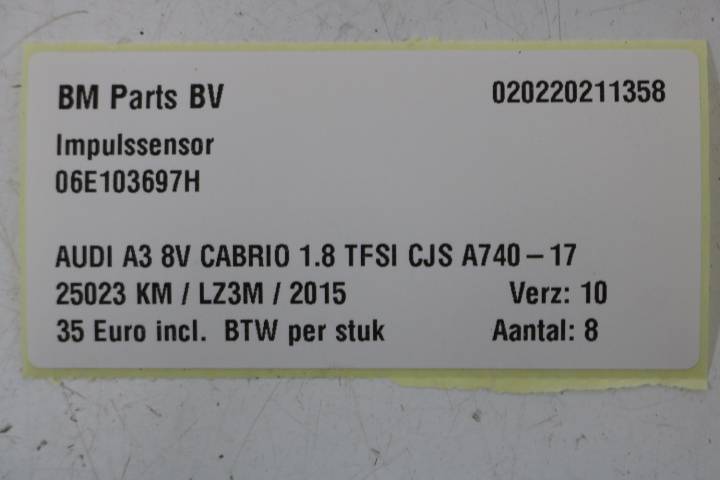 BM Parts BV 020220211358
Impulssensor
06E103697H
AUDI A3 8V CABRIO 1.8 TFSI CJS A740 – 17
25023 KM / LZ3M / 2015 Verz: 10
35 Euro incl. BTW per stuk Aantal: 8